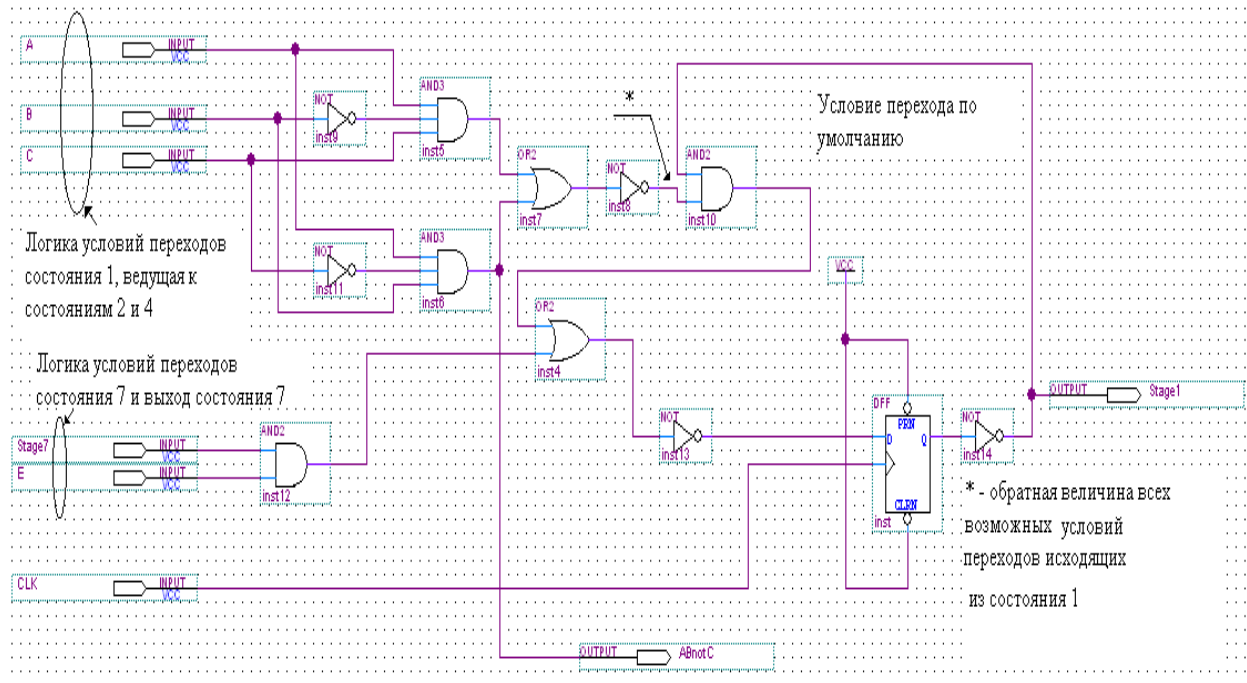 A
INPUT
VCC
B
INPUT
VCC
C
INPUT
VCC
NOT
inst9
AND3
inst5
*
Условие перехода по
умолчанию
OR2
inst7
NOT
inst8
AND2
inst10
Логика условий переходов
состояния 1, ведущая к
состояниям 2 и 4
NOT
inst11
AND3
inst6
VCC
OR2
inst4
Логика условий переходов
состояния 7 и выход состояния 7
OUTPUT
Stage1
Stage7
INPUT
VCC
E
INPUT
VCC
AND2
inst12
NOT
inst13
DFF
PRN
D
Q
CLRN
inst
NOT
inst14
* - обратная величина всех
возможных условий
переходов исходящих
из состояния 1
CLK
INPUT
VCC
OUTPUT
ABnotC